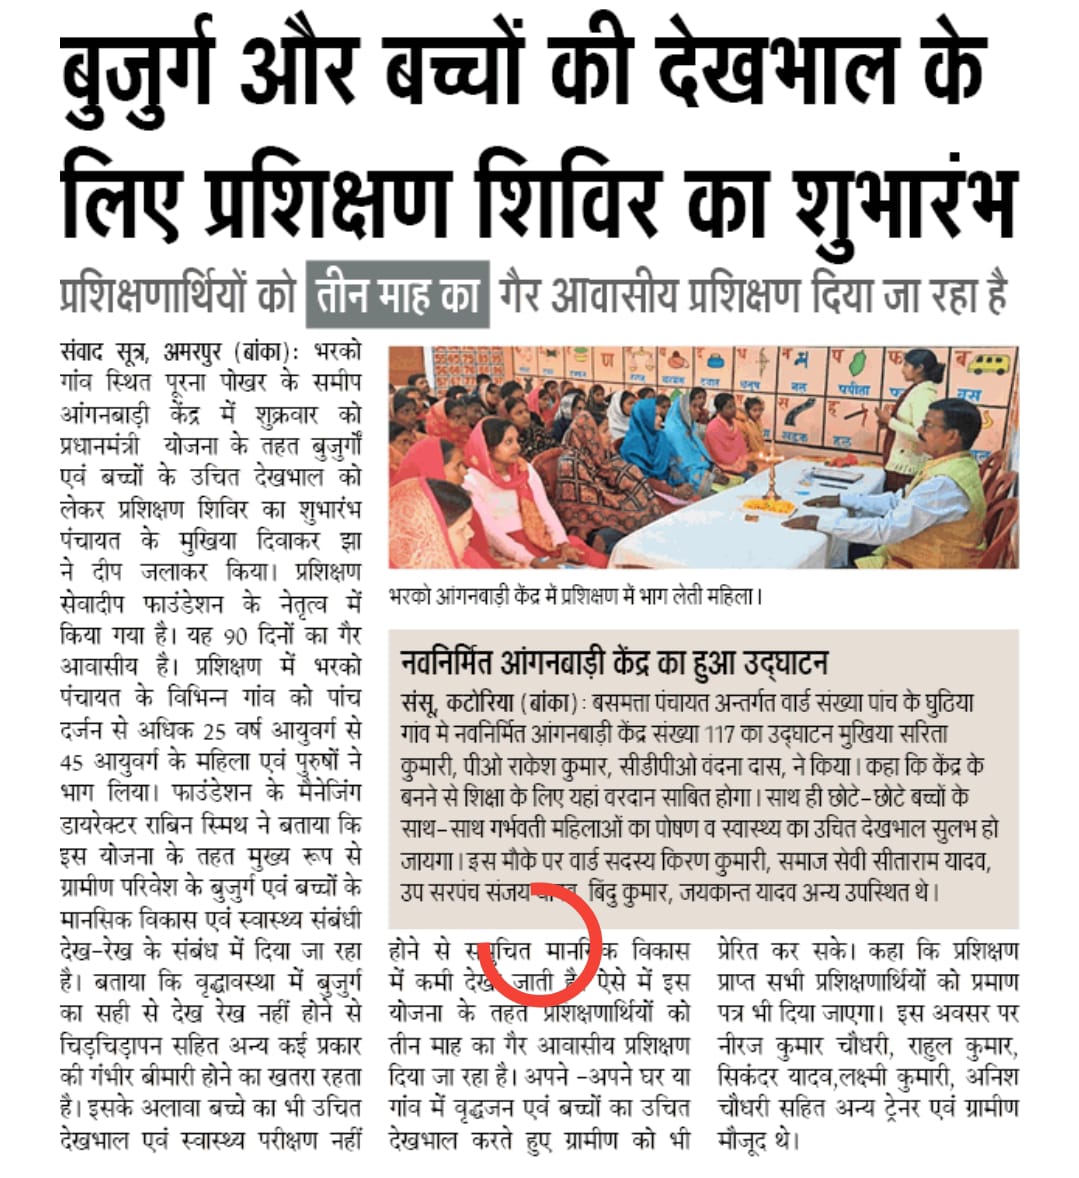 बुजुर्ग और बच्चों की देखभाल के
लिए प्रशिक्षण शिविर का शुभारंभ
प्रशिक्षणार्थियों को तीन माह का गैर आवासीय प्रशिक्षण दिया जा रहा है
संवाद सूत्र, अमरपुर (बांका): भरको
गांव स्थित पूरना पोखर के समीप
आंगनबाड़ी केंद्र में शुक्रवार को
प्रधानमंत्री योजना के तहत बुजुर्गों
एवं बच्चों के उचित देखभाल को
लेकर प्रशिक्षण शिविर का शुभारंभ
पंचायत के मुखिया दिवाकर झा
ने दीप जलाकर किया। प्रशिक्षण
सेवादीप फाउंडेशन के नेतृत्व में
किया गया है। यह 90 दिनों का गैर
आवासीय है। प्रशिक्षण में भरको
पंचायत के विभिन्न गांव को पांच
दर्जन से अधिक 25 वर्ष आयुवर्ग से
45 आयुवर्ग के महिला एवं पुरुषों ने
भाग लिया। फाउंडेशन के मैनेजिंग
डायरेक्टर राबिन स्मिथ ने बताया कि
इस योजना के तहत मुख्य रूप से
ग्रामीण परिवेश के बुजुर्ग एवं बच्चों के
मानसिक विकास एवं स्वास्थ्य संबंधी
देख-रेख के संबंध में दिया जा रहा
है। बताया कि वृद्धावस्था में बुजुर्ग
का सही से देख रेख नहीं होने से
चिड़चिड़ापन सहित अन्य कई प्रकार
की गंभीर बीमारी होने का खतरा रहता
है। इसके अलावा बच्चे का भी उचित
देखभाल एवं स्वास्थ्य परीक्षण नहीं
ण
न म प फ ब
नल पपीता बस
स ह
सड़क हल
भरको आंगनबाड़ी केंद्र में प्रशिक्षण में भाग लेती महिला।
नवनिर्मित आंगनबाड़ी केंद्र का हुआ उद्घाटन
संसू, कटोरिया (बांका): बसमत्ता पंचायत अन्तर्गत वार्ड संख्या पांच के घुठिया
गांव मे नवनिर्मित आंगनबाड़ी केंद्र संख्या 117 का उद्घाटन मुखिया सरिता
कुमारी, पीओ राकेश कुमार, सीडीपीओ वंदना दास, ने किया। कहा कि केंद्र के
बनने से शिक्षा के लिए यहां वरदान साबित होगा। साथ ही छोटे-छोटे बच्चों के
साथ-साथ गर्भवती महिलाओं का पोषण व स्वास्थ्य का उचित देखभाल सुलभ हो
जायगा। इस मौके पर वार्ड सदस्य किरण कुमारी, समाज सेवी सीताराम यादव,
उप सरपंच संजय यादव, बिंदु कुमार, जयकान्त यादव अन्य उपस्थित थे।
होने से समुचित मानसिक विकास
में कमी देखी जाती है। ऐसे में इस
योजना के तहत प्रशिक्षणार्थियों को
तीन माह का गैर आवासीय प्रशिक्षण
दिया जा रहा है। अपने -अपने घर या
गांव में वृद्धजन एवं बच्चों का उचित
देखभाल करते हुए ग्रामीण को भी
प्रेरित कर सके। कहा कि प्रशिक्षण
प्राप्त सभी प्रशिक्षणार्थियों को प्रमाण
पत्र भी दिया जाएगा। इस अवसर पर
नीरज कुमार चौधरी, राहुल कुमार,
सिकंदर यादव,लक्ष्मी कुमारी, अनिश
चौधरी सहित अन्य ट्रेनर एवं ग्रामीण
मौजूद थे।